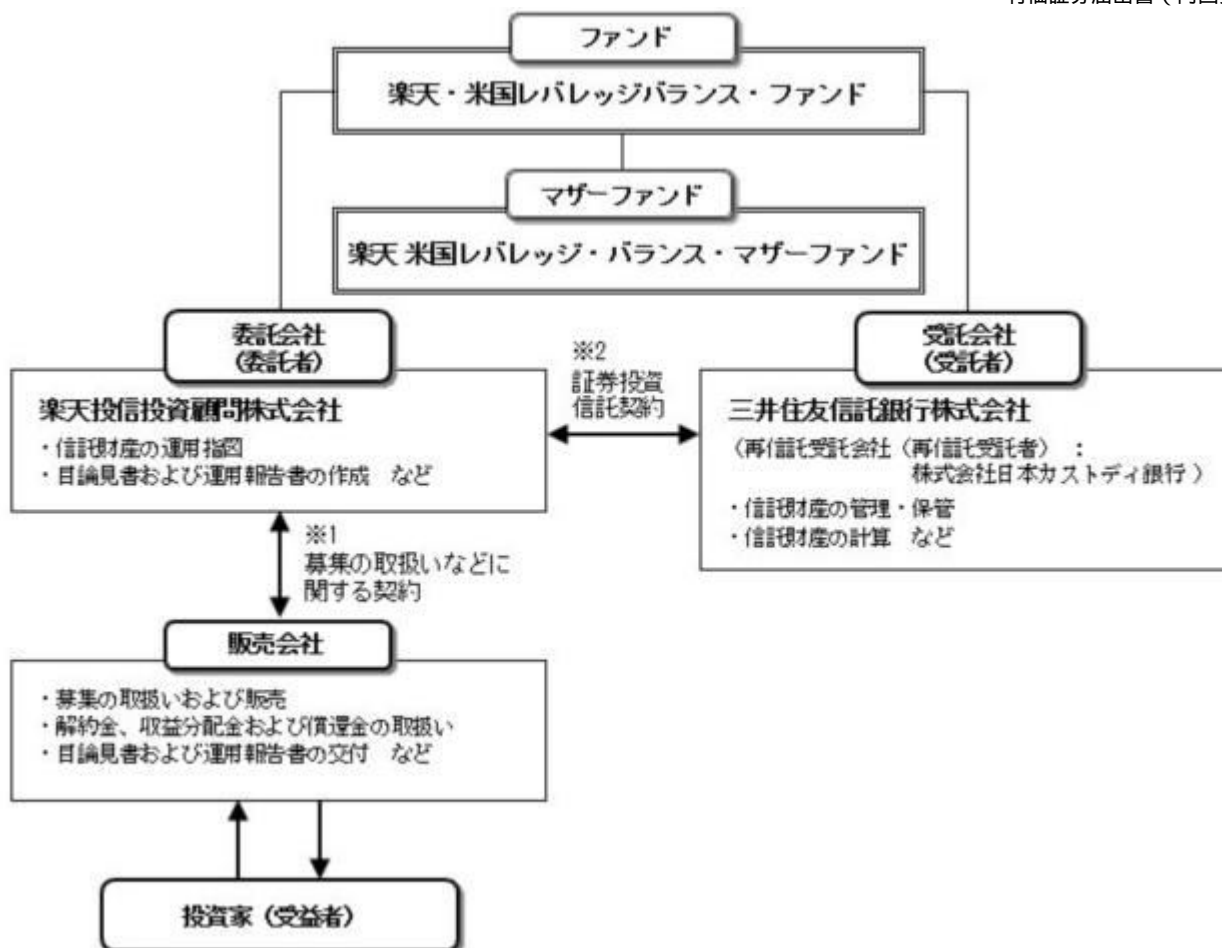 ファンド
楽天・米国レバレッジバランス・ファンド
マザーファンド
楽天 米国レバレッジ・バランス・マザーファンド
委託会社
（委託者）
楽天投信投資顧問株式会社
・信託財産の運用指図
・目論見書および運用報告書の作成　など
※2
証券投資
信託契約
受託会社
（受託者）
三井住友信託銀行株式会社
（再信託受託会社（再信託受託者）：
株式会社日本カストディ銀行）
・信託財産の管理・保管
・信託財産の計算　など
※1
募集の取扱いなどに
関する契約
販売会社
・募集の取扱いおよび販売
・解約金、収益分配金および償還金の取扱い
・目論見書および運用報告書の交付　など
投資家（受益者）